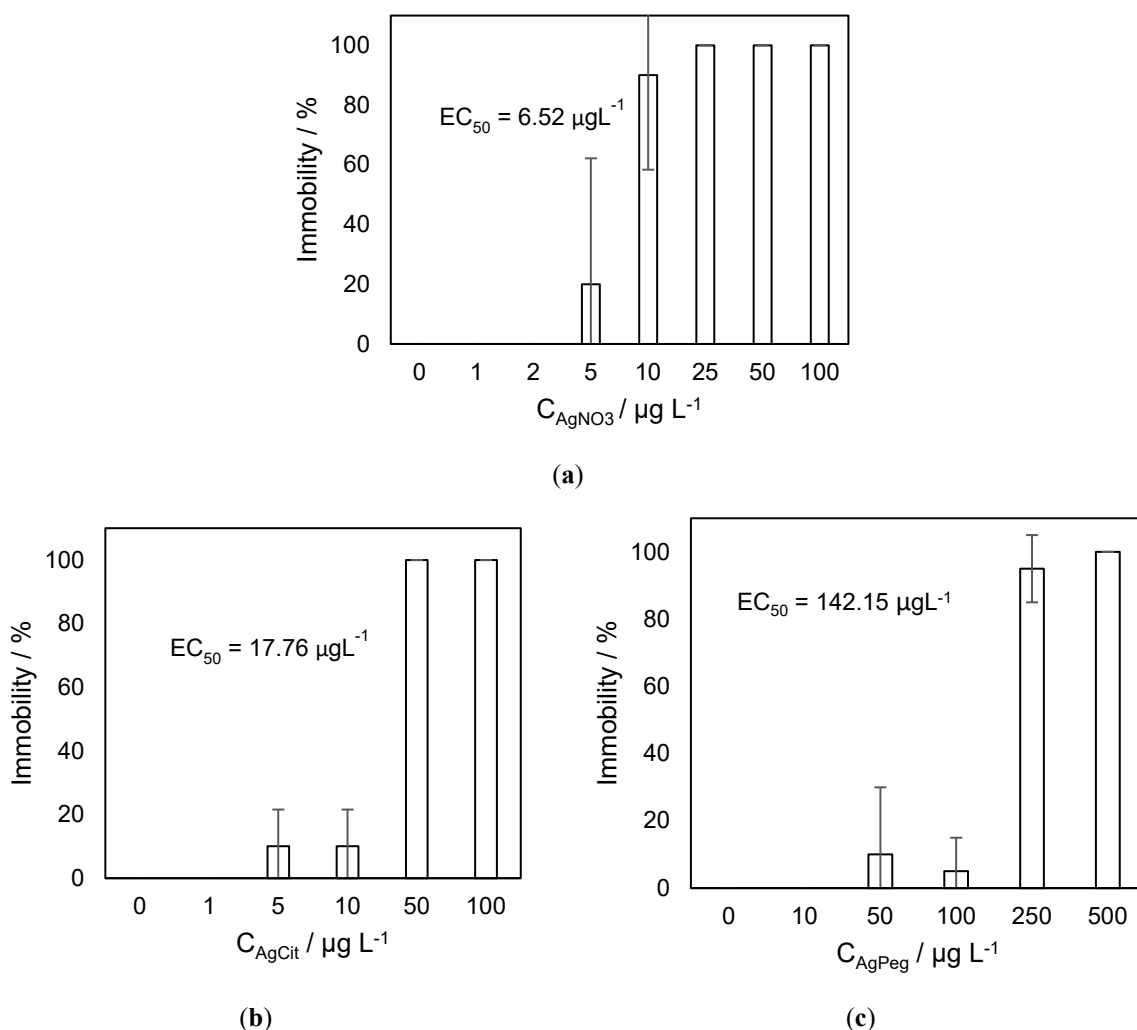 100
80
60
40
20
0
Immobility / %
EC₅₀ = 6.52 µgL⁻¹
0 1 2 5 10 25 50 100
C_AgNO3 / µg L⁻¹
(a)
100
80
60
40
20
0
Immobility / %
EC₅₀ = 17.76 µgL⁻¹
0 1 5 10 50 100
C_AgCit / µg L⁻¹
(b)
100
80
60
40
20
0
Immobility / %
EC₅₀ = 142.15 µgL⁻¹
0 10 50 100 250 500
C_AgPeg / µg L⁻¹
(c)